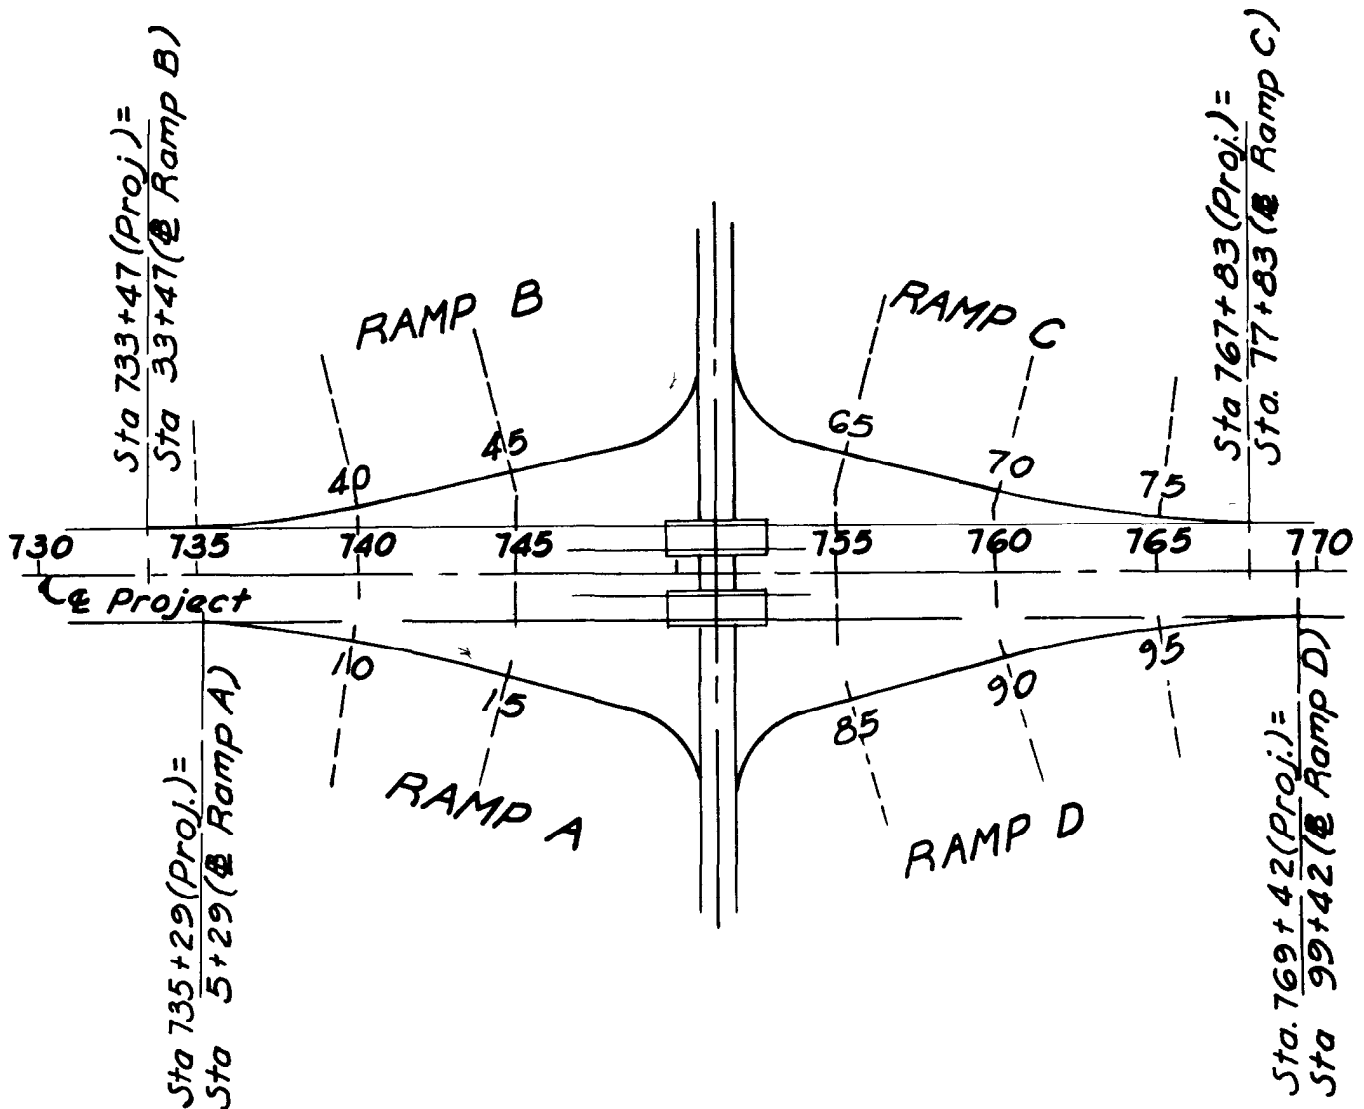 Sta 733+47 (Proj.)=
Sta 33+47 (℄ Ramp B)
Sta 767+83 (Proj.)=
Sta. 77+83 (℄ Ramp C)
RAMP B
RAMP C
40
45
65
70
75
730
735
740
745
755
760
765
770
℄ Project
10
15
85
90
95
RAMP A
RAMP D
Sta 735+29 (Proj.)=
Sta 5+29 (℄ Ramp A)
Sta. 769+42 (Proj.)=
Sta 99+42 (℄ Ramp D)